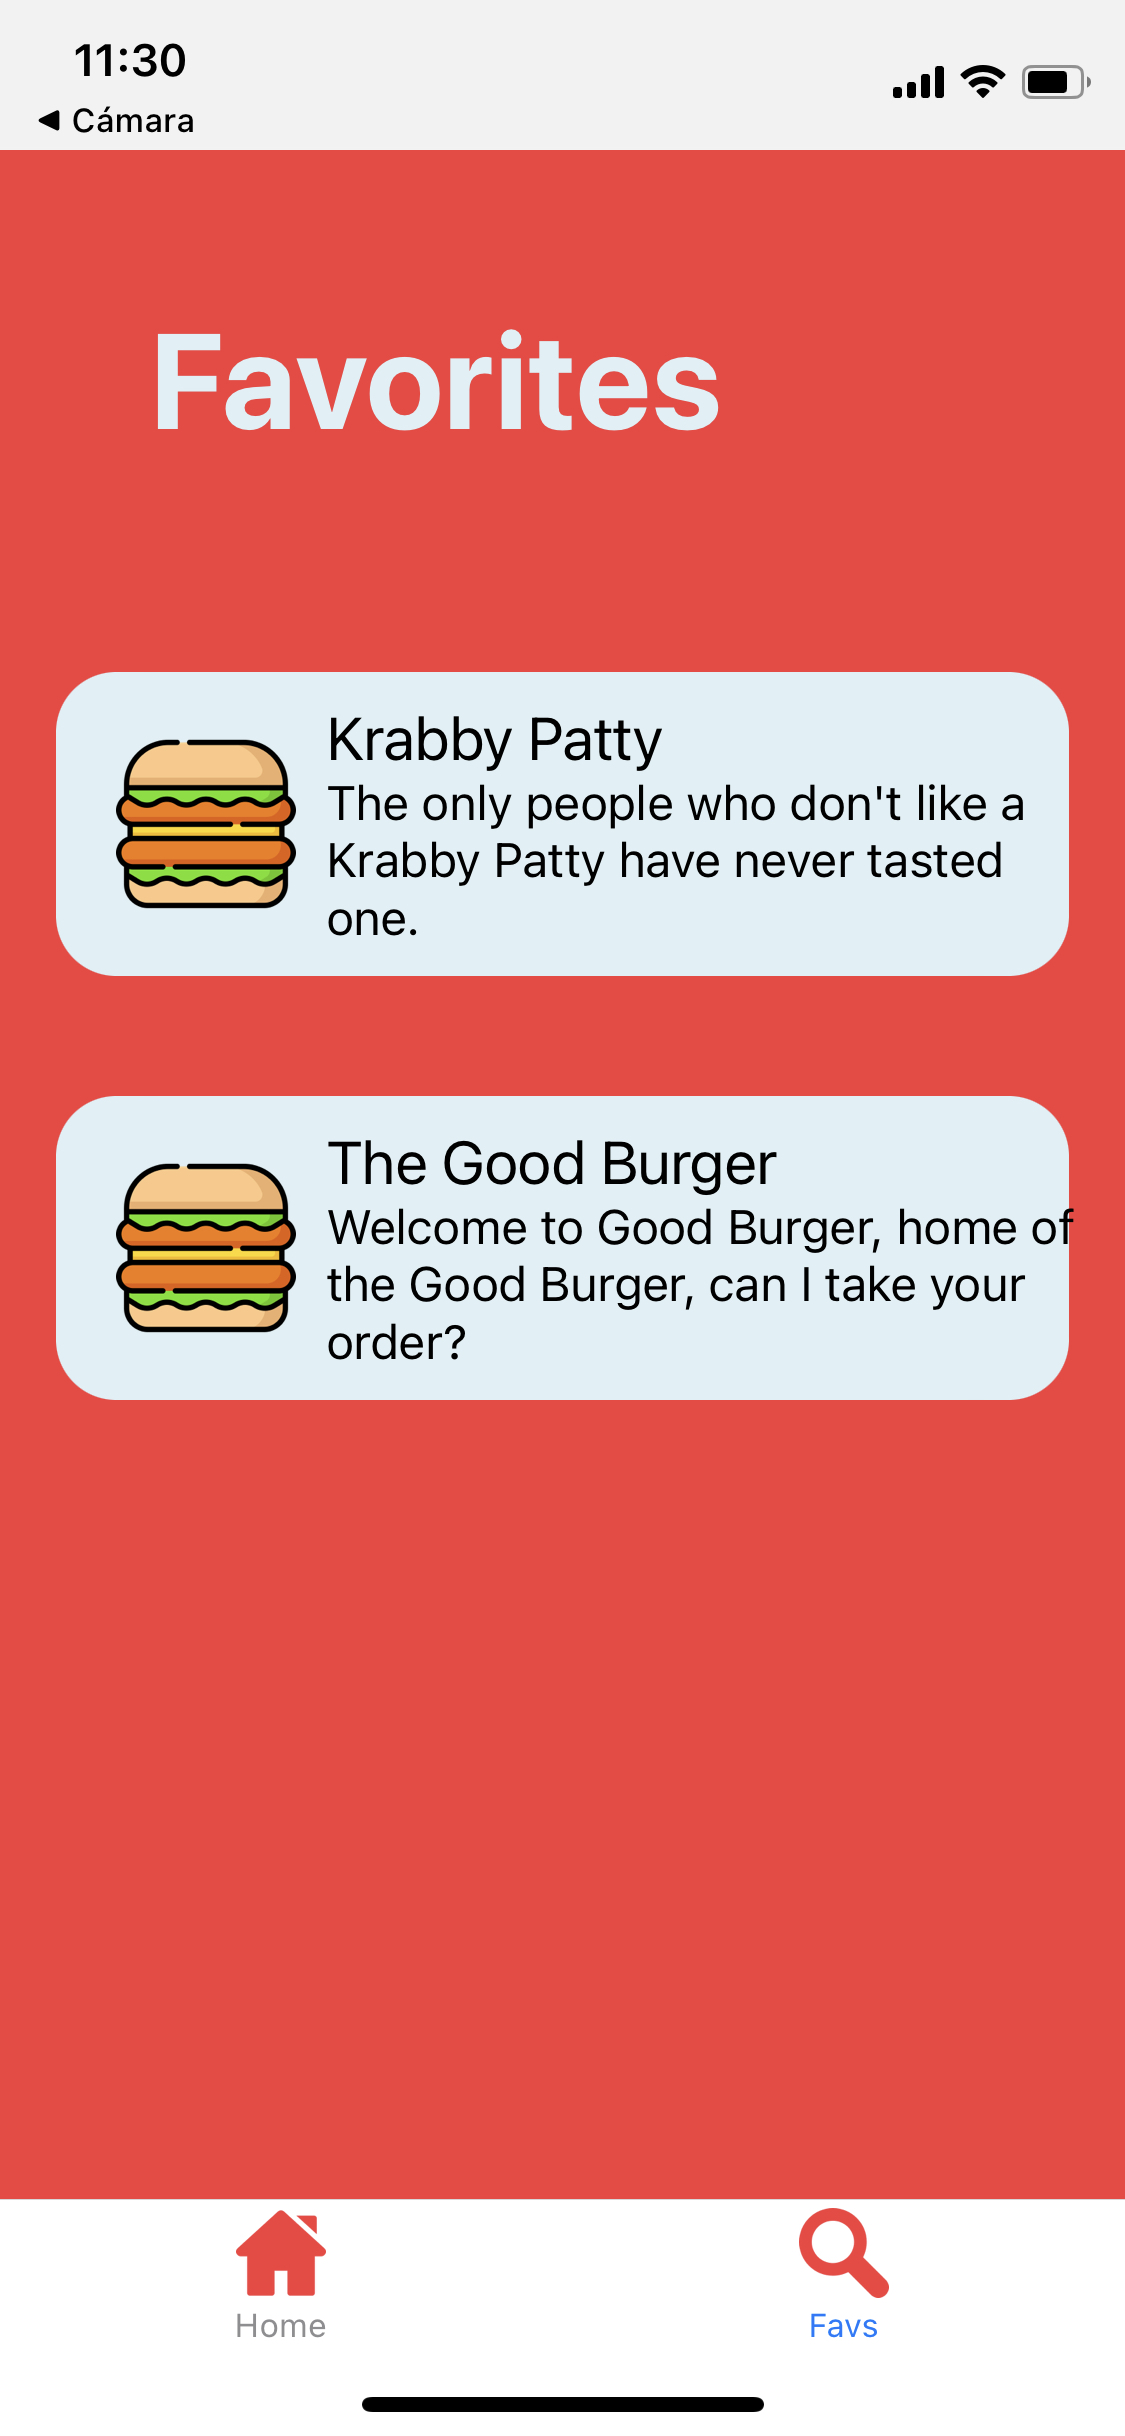 11:30
◀ Cámara
Favorites
Krabby Patty
The only people who don't like a
Krabby Patty have never tasted
one.
The Good Burger
Welcome to Good Burger, home of
the Good Burger, can I take your
order?
Home
Favs